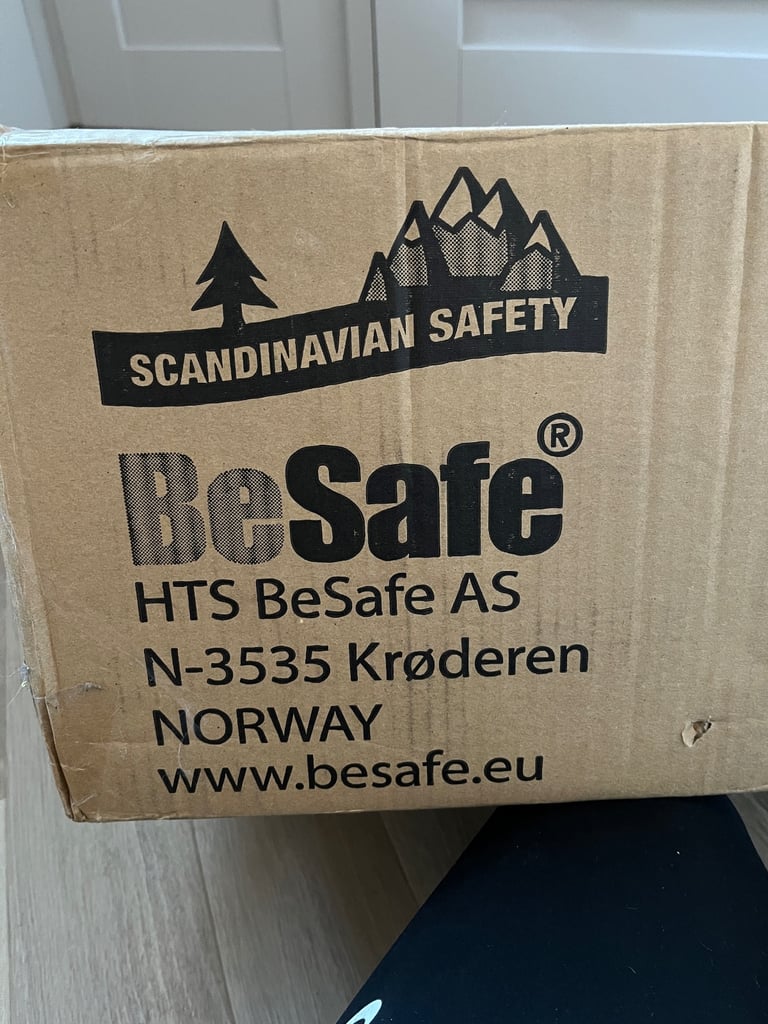 SCANDINAVIAN SAFETY
BeSafe®
HTS BeSafe AS
N-3535 Krøderen
NORWAY
www.besafe.eu